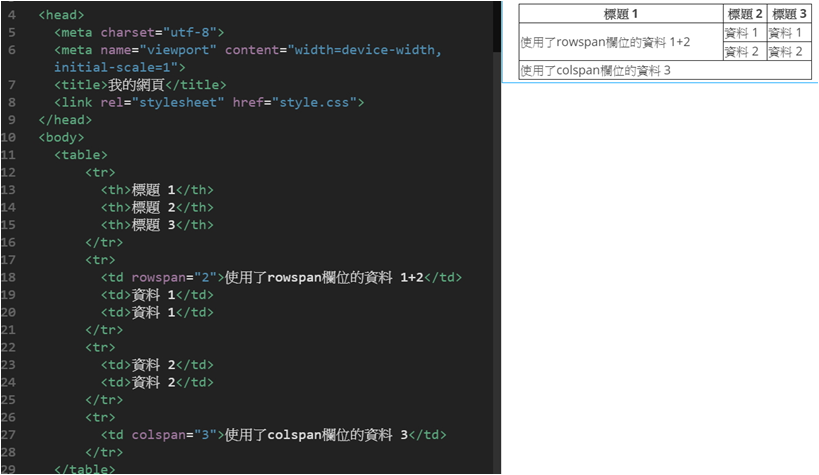 4 <head>
5 <meta charset="utf-8">
6 <meta name="viewport" content="width=device-width,
initial-scale=1">
7 <title>我的網頁</title>
8 <link rel="stylesheet" href="style.css">
9 </head>
10 <body>
11 <table>
12 <tr>
13 <th>標題 1</th>
14 <th>標題 2</th>
15 <th>標題 3</th>
16 </tr>
17 <tr>
18 <td rowspan="2">使用了rowspan欄位的資料 1+2</td>
19 <td>資料 1</td>
20 <td>資料 1</td>
21 </tr>
22 <tr>
23 <td>資料 2</td>
24 <td>資料 2</td>
25 </tr>
26 <tr>
27 <td colspan="3">使用了colspan欄位的資料 3</td>
28 </tr>
29 </table>
標題 1 標題 2 標題 3
使用了rowspan欄位的資料 1+2 資料 1 資料 1
資料 2 資料 2
使用了colspan欄位的資料 3